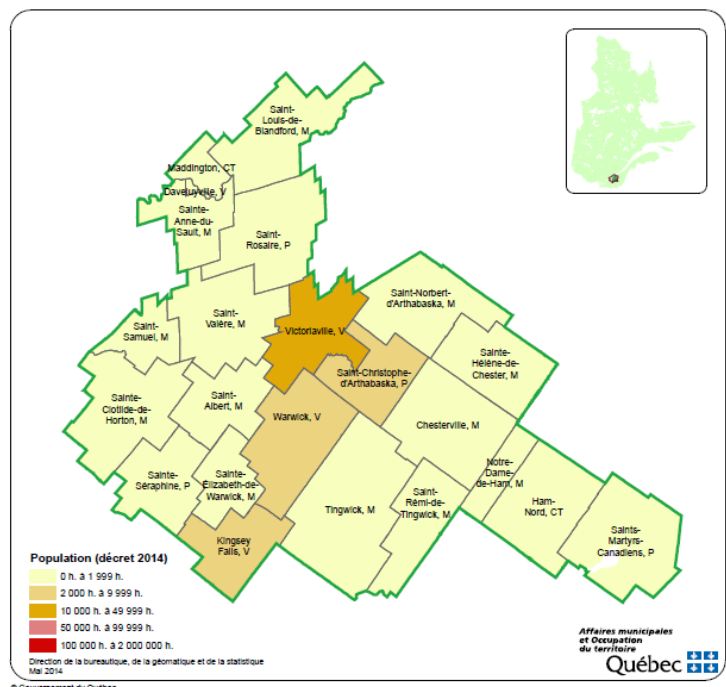 Saint-
Louis-de-
Blandford, M
Maddington, CT
Daveluyville, V
Sainte-
Anne-du-
Sault, M
Saint-
Rosaire, P
Saint-Norbert-
d'Arthabaska, M
Saint-
Valère, M
Victoriaville, V
Saint-
Samuel, M
Sainte-
Hélène-de-
Chester, M
Saint-Christophe-
d'Arthabaska, P
Sainte-
Clotilde-de-
Horton, M
Saint-
Albert, M
Warwick, V
Chesterville, M
Notre-
Dame-
de-Ham, M
Sainte-
Séraphine, P
Sainte-
Élizabeth-de-
Warwick, M
Saint-
Rémi-de-
Tingwick, M
Tingwick, M
Ham-
Nord, CT
Saints-
Martyrs-
Canadiens, P
Kingsey
Falls, V
Population (décret 2014)
0 h. à 1 999 h.
2 000 h. à 9 999 h.
10 000 h. à 49 999 h.
50 000 h. à 99 999 h.
100 000 h. à 2 000 000 h.
Direction de la bureautique, de la géomatique et de la statistique
Mai 2014
Affaires municipales
et Occupation
du territoire
Québec
© Gouvernement du Québec